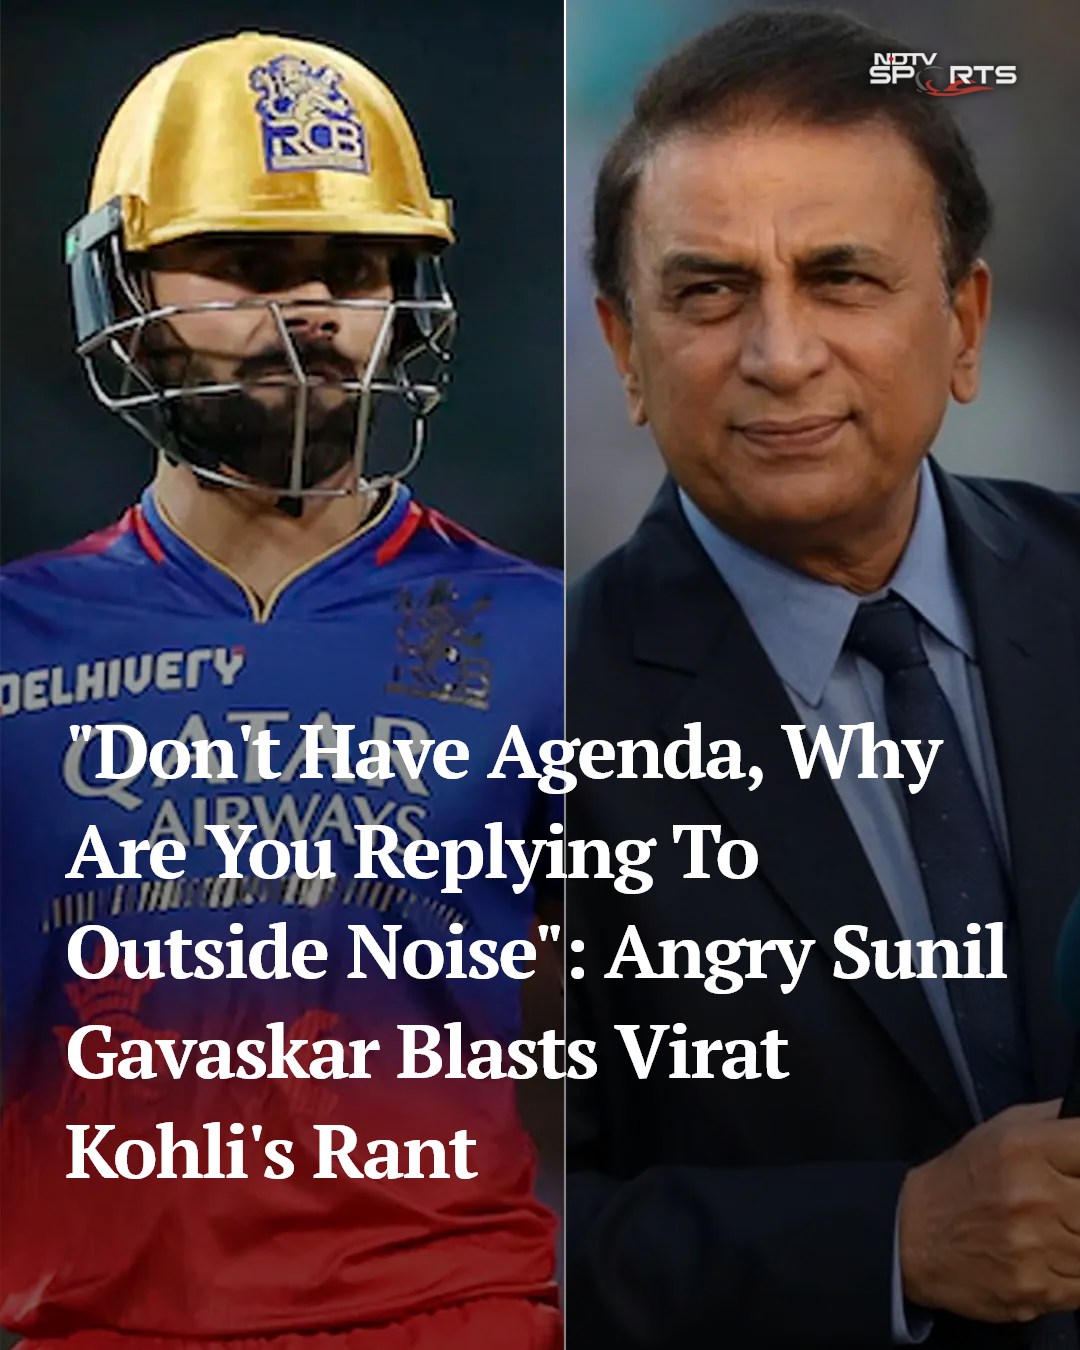 NDTV
SPORTS
RCB
DELHIVERY
QATAR
AIRWAYS
"Don't Have Agenda, Why
Are You Replying To
Outside Noise": Angry Sunil
Gavaskar Blasts Virat
Kohli's Rant